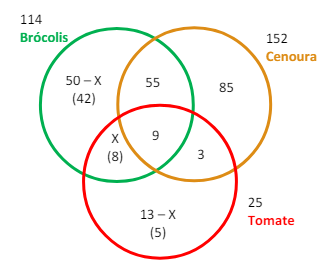 114
Brócolis
152
Cenoura
50 – X
(42)
55
85
X
(8)
9
3
13 – X
(5)
25
Tomate